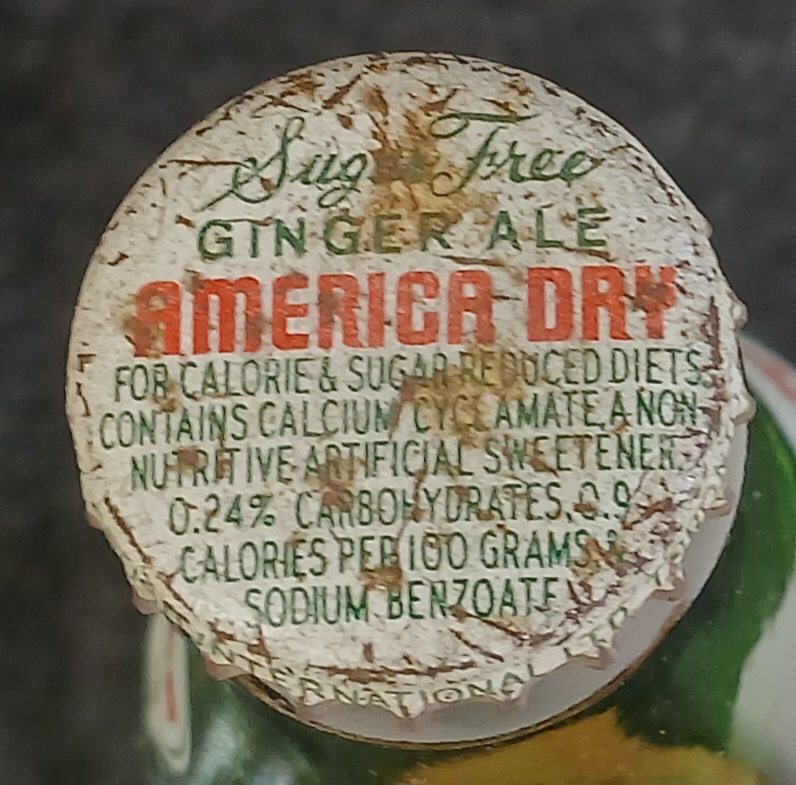 Sugar Free
GINGER ALE
AMERICA DRY
FOR CALORIE & SUGAR REDUCED DIETS.
CONTAINS CALCIUM CYCLAMATE, A NON-
NUTRITIVE ARTIFICIAL SWEETENER,
0.24% CARBOHYDRATES, 0.9
CALORIES PER 100 GRAMS, &
SODIUM BENZOATE
INTERNATIONAL LTD.